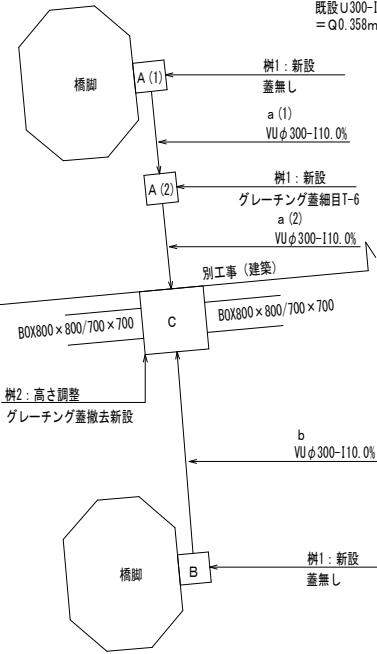 既設U300-I
=Q0.358m
橋脚
A(1)
桝1：新設
蓋無し
a(1)
VUφ300-I10.0%
A(2)
桝1：新設
グレーチング蓋細目T-6
a(2)
VUφ300-I10.0%
別工事（建築）
BOX800×800/700×700
C
BOX800×800/700×700
桝2：高さ調整
グレーチング蓋撤去新設
b
VUφ300-I10.0%
橋脚
B
桝1：新設
蓋無し